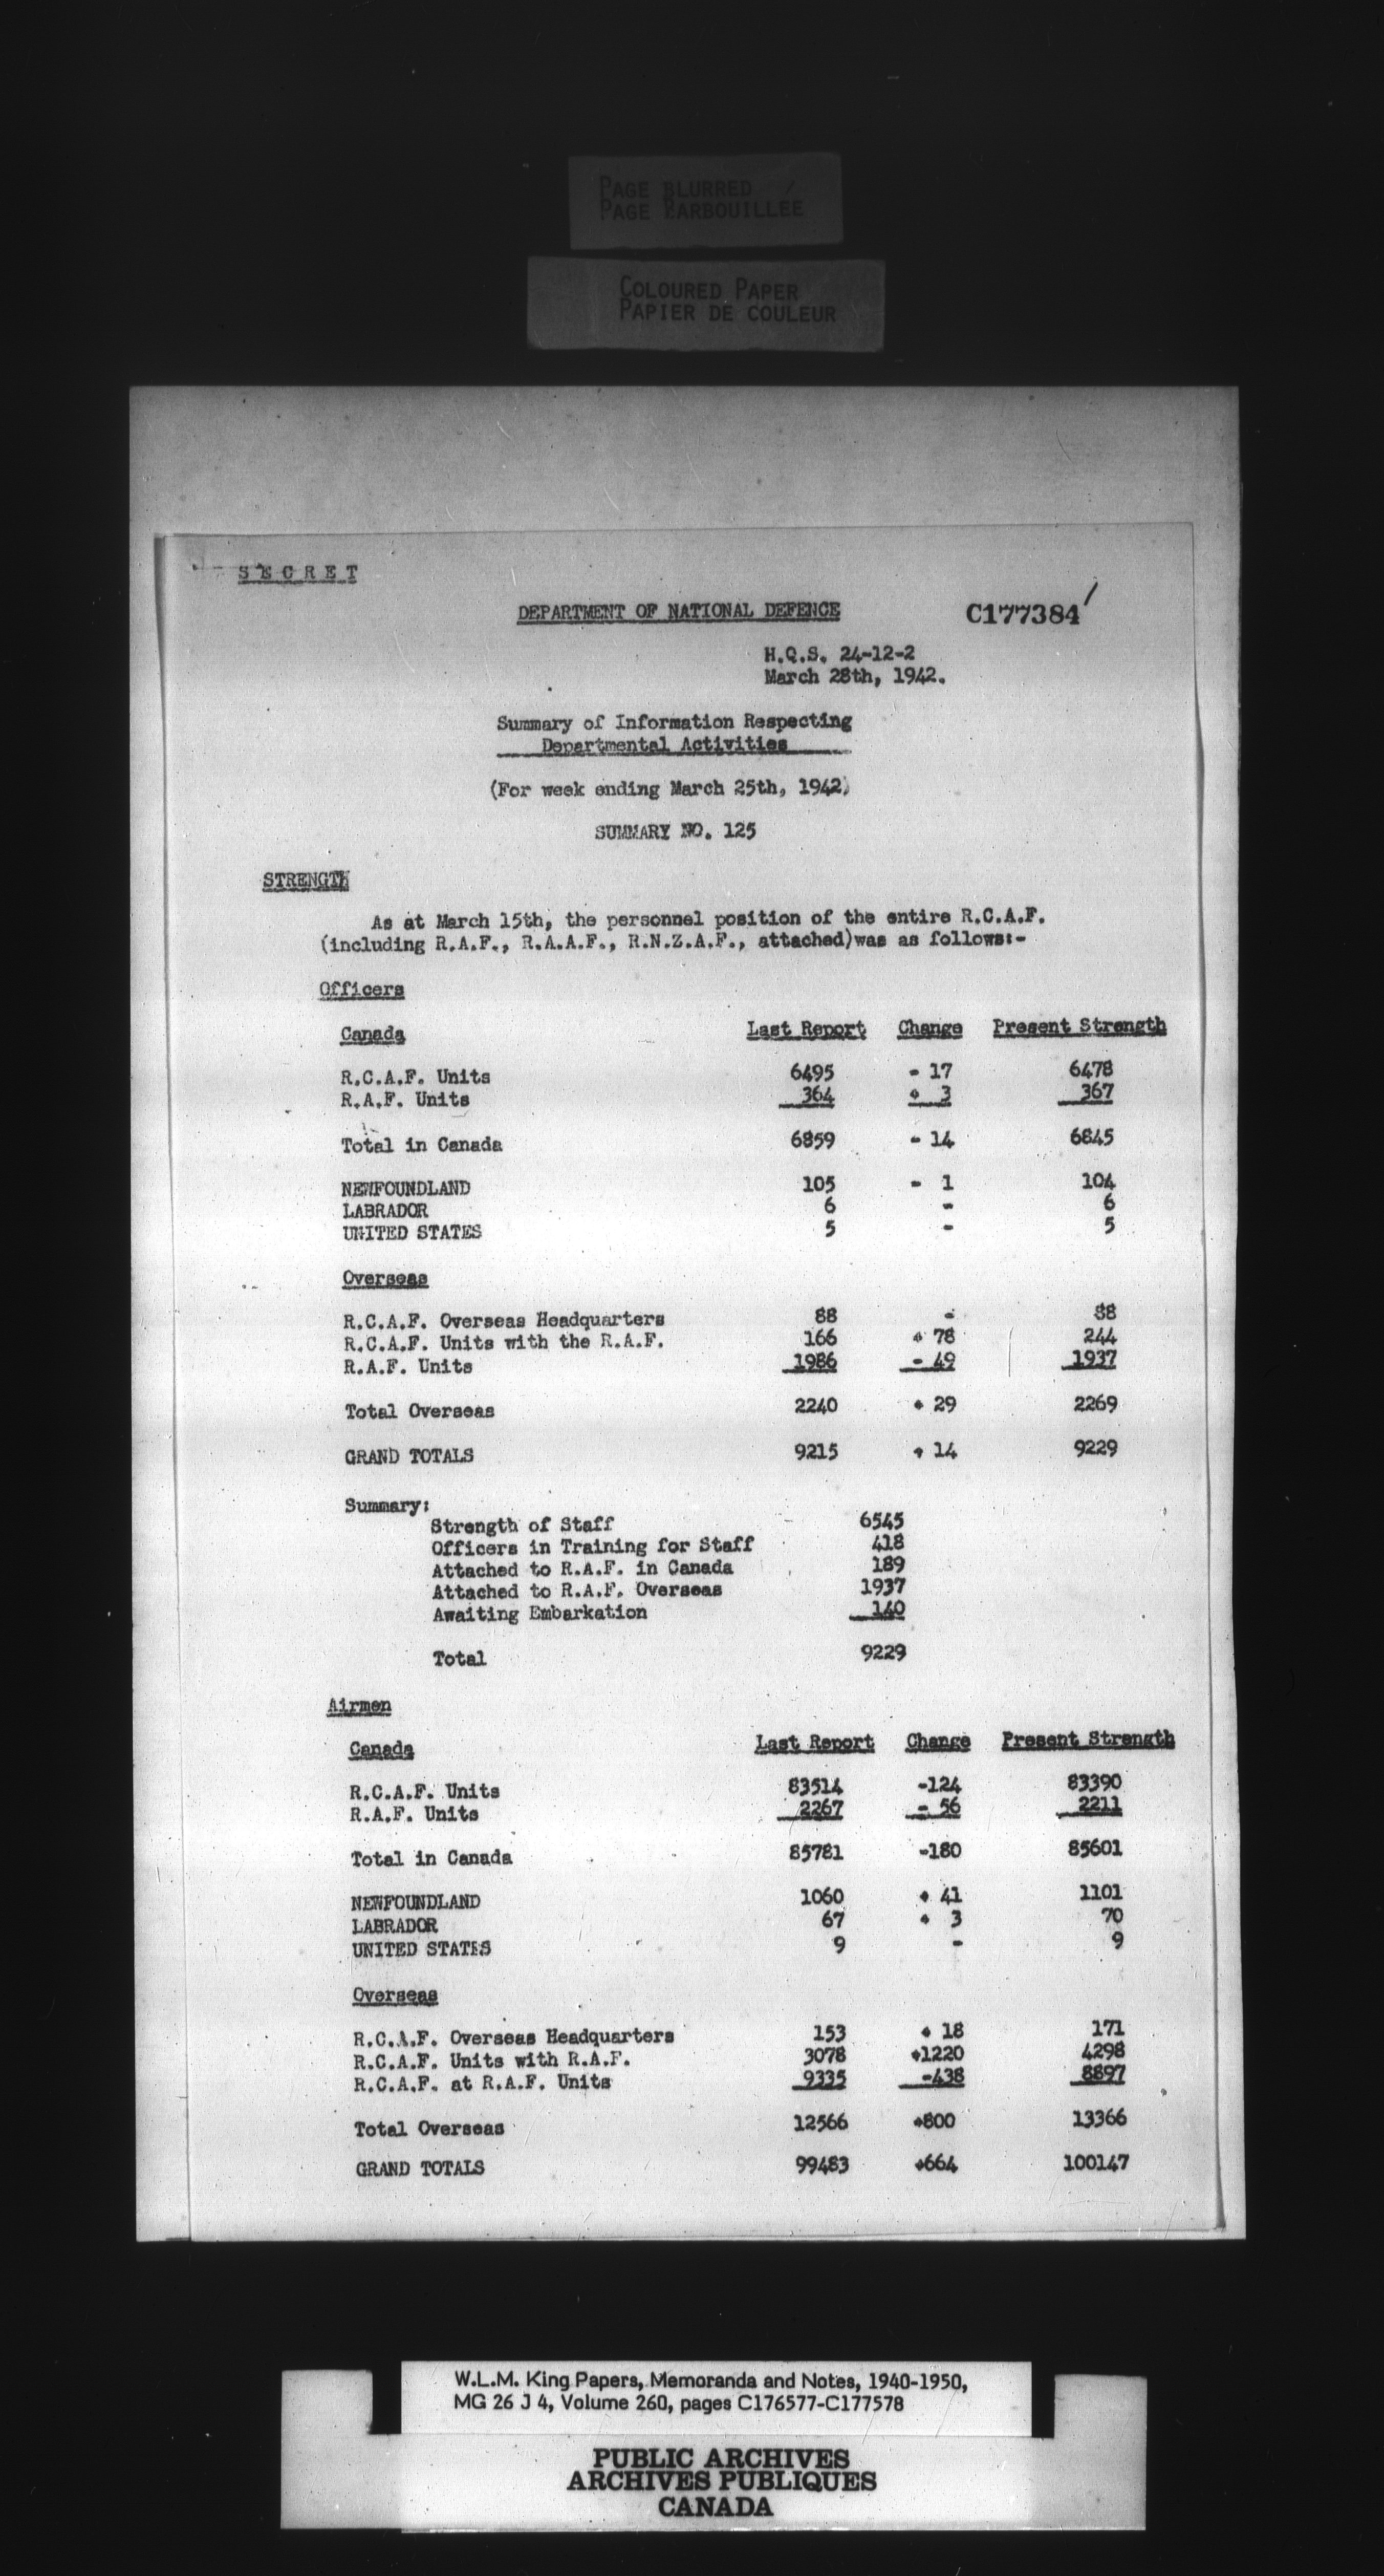 PAGE BLURRED
PAGE BARBOUILLEE
COLOURED PAPER
PAPIER DE COULEUR
SECRET
DEPARTMENT OF NATIONAL DEFENCE C177384
H.Q.S. 24-12-2
March 28th, 1942.
Summary of Information Respecting
Departmental Activities
(For week ending March 25th, 1942)
SUMMARY NO. 125
STRENGTH
As at March 15th, the personnel position of the entire R.C.A.F.
(including R.A.F., R.A.A.F., R.N.Z.A.F., attached)was as follows:-
Officers
Canada Last Report Change Present Strength
R.C.A.F. Units 6495 - 17 6478
R.A.F. Units 364 + 3 367
Total in Canada 6859 - 14 6845
NEWFOUNDLAND 105 - 1 104
LABRADOR 6 - 6
UNITED STATES 5 - 5
Overseas
R.C.A.F. Overseas Headquarters 88 - 88
R.C.A.F. Units with the R.A.F. 166 + 78 244
R.A.F. Units 1986 - 49 1937
Total Overseas 2240 + 29 2269
GRAND TOTALS 9215 + 14 9229
Summary:
Strength of Staff 6545
Officers in Training for Staff 418
Attached to R.A.F. in Canada 189
Attached to R.A.F. Overseas 1937
Awaiting Embarkation 140
Total 9229
Airmen
Canada Last Report Change Present Strength
R.C.A.F. Units 83514 -124 83390
R.A.F. Units 2267 - 56 2211
Total in Canada 85781 -180 85601
NEWFOUNDLAND 1060 + 41 1101
LABRADOR 67 + 3 70
UNITED STATES 9 - 9
Overseas
R.C.A.F. Overseas Headquarters 153 + 18 171
R.C.A.F. Units with R.A.F. 3078 +1220 4298
R.C.A.F. at R.A.F. Units 9335 -438 8897
Total Overseas 12566 +800 13366
GRAND TOTALS 99483 +664 100147
W.L.M. King Papers, Memoranda and Notes, 1940-1950,
MG 26 J 4, Volume 260, pages C176577-C177578
PUBLIC ARCHIVES
ARCHIVES PUBLIQUES
CANADA